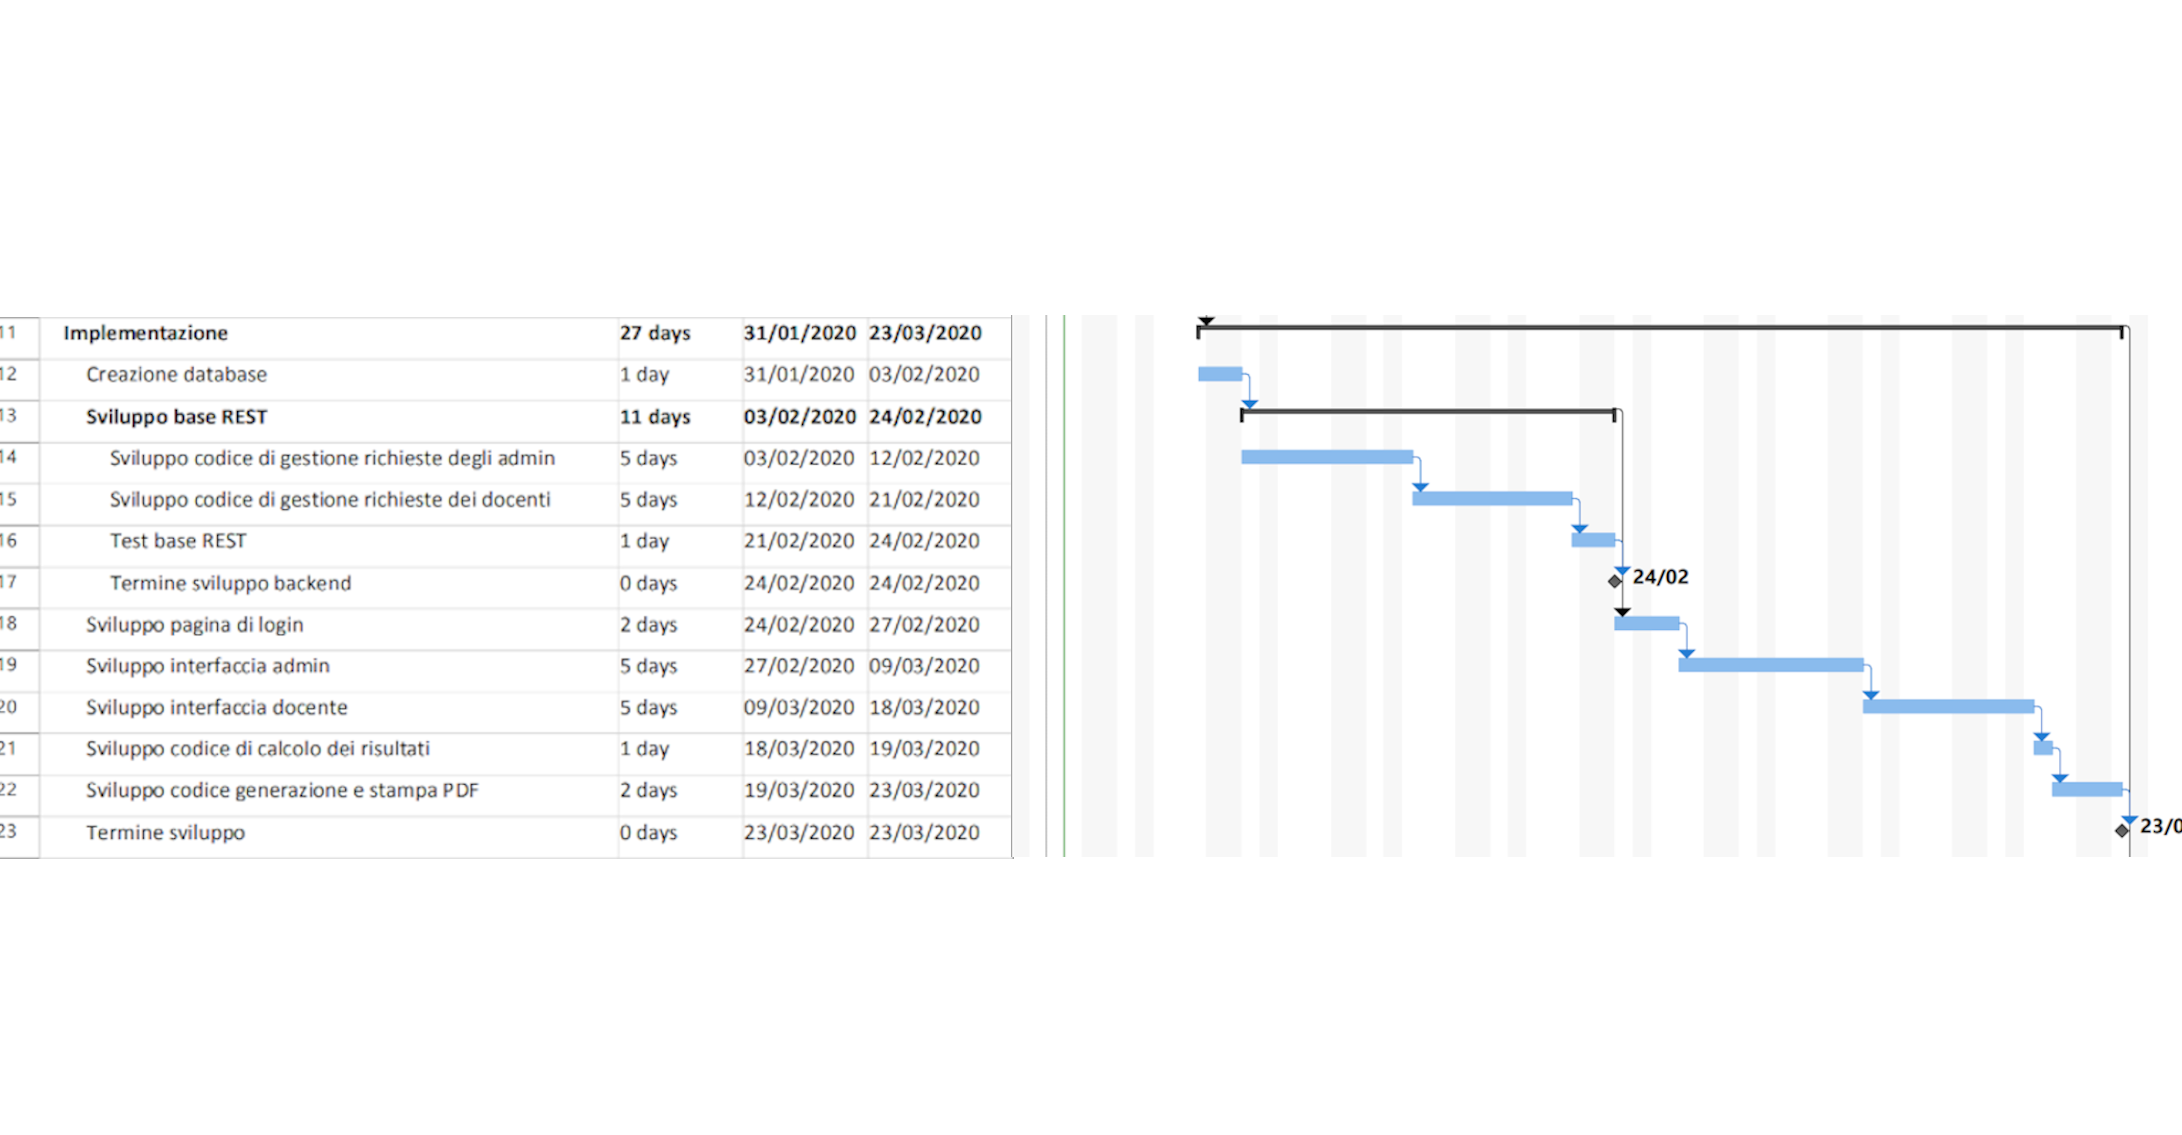 11 Implementazione 27 days 31/01/2020 23/03/2020
12 Creazione database 1 day 31/01/2020 03/02/2020
13 Sviluppo base REST 11 days 03/02/2020 24/02/2020
14 Sviluppo codice di gestione richieste degli admin 5 days 03/02/2020 12/02/2020
15 Sviluppo codice di gestione richieste dei docenti 5 days 12/02/2020 21/02/2020
16 Test base REST 1 day 21/02/2020 24/02/2020
17 Termine sviluppo backend 0 days 24/02/2020 24/02/2020 24/02
18 Sviluppo pagina di login 2 days 24/02/2020 27/02/2020
19 Sviluppo interfaccia admin 5 days 27/02/2020 09/03/2020
20 Sviluppo interfaccia docente 5 days 09/03/2020 18/03/2020
21 Sviluppo codice di calcolo dei risultati 1 day 18/03/2020 19/03/2020
22 Sviluppo codice generazione e stampa PDF 2 days 19/03/2020 23/03/2020
23 Termine sviluppo 0 days 23/03/2020 23/03/2020 23/0